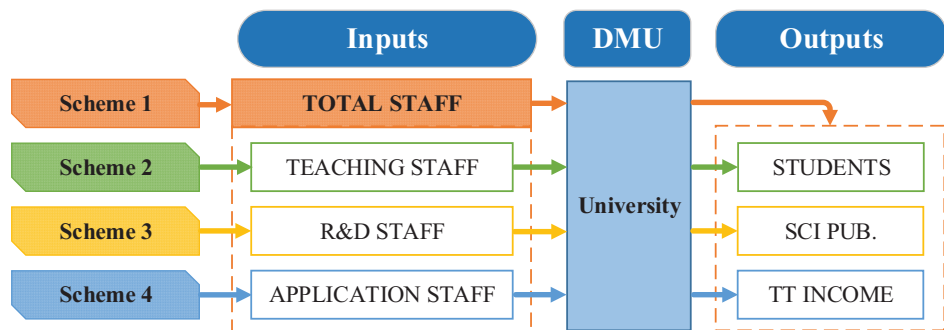 Inputs DMU Outputs
Scheme 1 TOTAL STAFF
Scheme 2 TEACHING STAFF STUDENTS
University
Scheme 3 R&D STAFF SCI PUB.
Scheme 4 APPLICATION STAFF TT INCOME